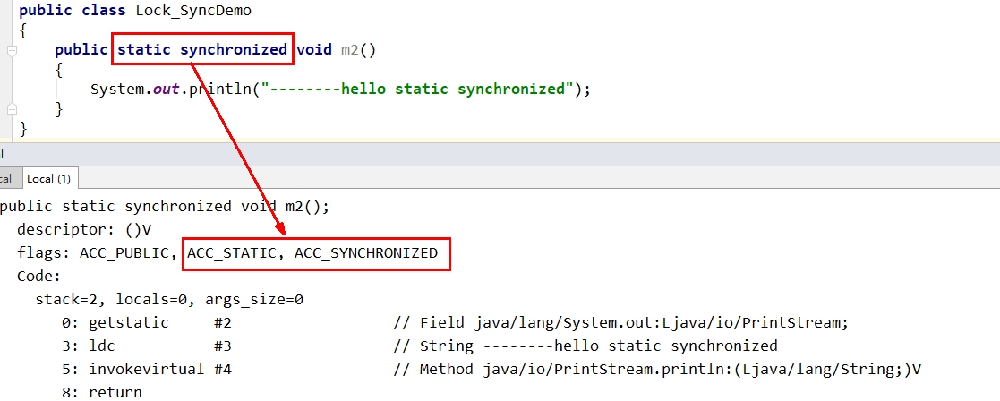 public class Lock_SyncDemo
{
public static synchronized void m2()
{
System.out.println("--------hello static synchronized");
}
}
al
cal Local (1)
public static synchronized void m2();
descriptor: ()V
flags: ACC_PUBLIC, ACC_STATIC, ACC_SYNCHRONIZED
Code:
stack=2, locals=0, args_size=0
0: getstatic #2 // Field java/lang/System.out:Ljava/io/PrintStream;
3: ldc #3 // String --------hello static synchronized
5: invokevirtual #4 // Method java/io/PrintStream.println:(Ljava/lang/String;)V
8: return